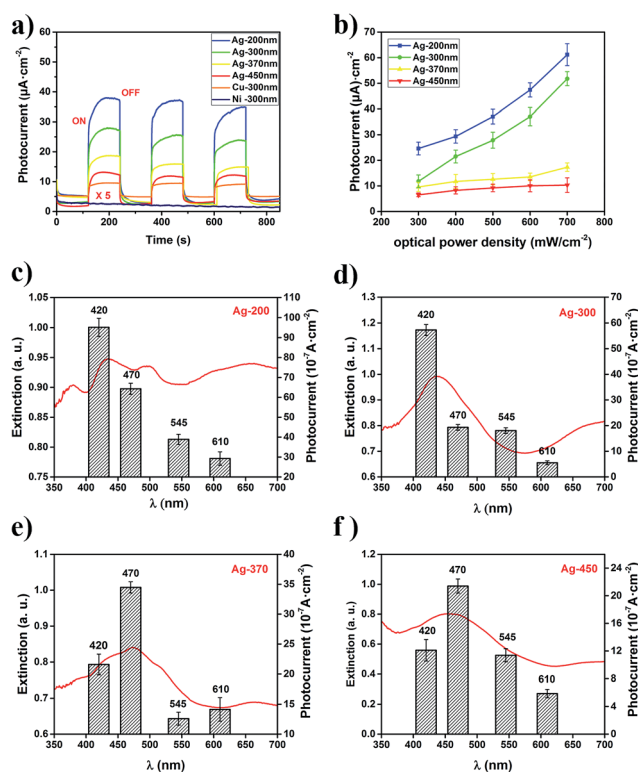 a)
Photocurrent (μA·cm⁻²)
60
50
40
30
20
10
0
0 200 400 600 800
Time (s)
Ag-200nm
Ag-300nm
Ag-370nm
Ag-450nm
Cu-300nm
Ni -300nm
ON
OFF
X 5
b)
Photocurrent (μA)·cm⁻²
80
70
60
50
40
30
20
10
0
200 300 400 500 600 700 800
optical power density (mW/cm⁻²)
Ag-200nm
Ag-300nm
Ag-370nm
Ag-450nm
c)
Extinction (a. u.)
1.05
1.00
0.95
0.90
0.85
0.80
0.75
350 400 450 500 550 600 650 700
λ (nm)
110
100
90
80
70
60
50
40
30
20
Photocurrent (10⁻⁷A·cm⁻²)
Ag-200
420
470
545
610
d)
Extinction (a. u.)
1.3
1.2
1.1
1.0
0.9
0.8
0.7
0.6
350 400 450 500 550 600 650 700
λ (nm)
70
60
50
40
30
20
10
0
Photocurrent (10⁻⁷A·cm⁻²)
Ag-300
420
470
545
610
e)
Extinction (a. u.)
1.1
1.0
0.9
0.8
0.7
0.6
350 400 450 500 550 600 650 700
λ (nm)
40
35
30
25
20
15
10
Photocurrent (10⁻⁷A·cm⁻²)
Ag-370
420
470
545
610
f)
Extinction (a. u.)
1.2
1.0
0.8
0.6
0.4
0.2
0.0
350 400 450 500 550 600 650 700
λ (nm)
24
20
16
12
8
4
0
Photocurrent (10⁻⁷A·cm⁻²)
Ag-450
420
470
545
610